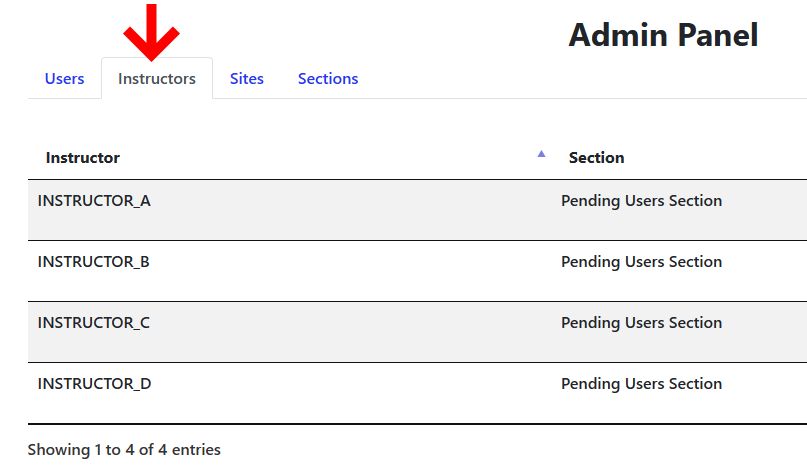 Admin Panel
Users Instructors Sites Sections
Instructor Section
INSTRUCTOR_A Pending Users Section
INSTRUCTOR_B Pending Users Section
INSTRUCTOR_C Pending Users Section
INSTRUCTOR_D Pending Users Section
Showing 1 to 4 of 4 entries